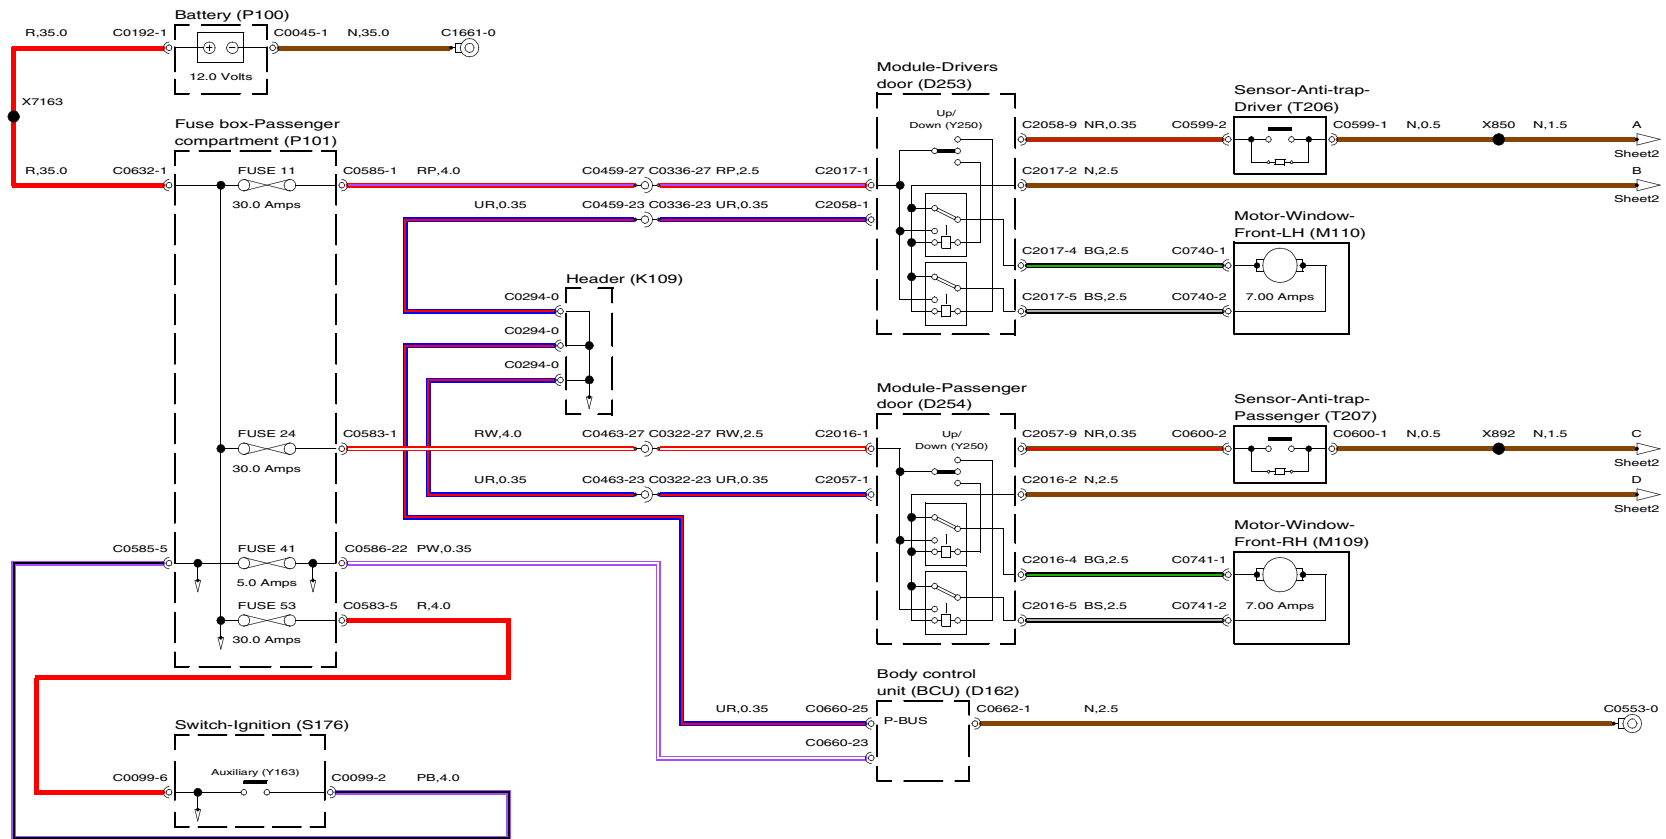 Battery (P100)
R,35.0 C0192-1 C0045-1 N,35.0 C1661-0
12.0 Volts
X7163
Fuse box-Passenger
compartment (P101)
R,35.0 C0632-1 FUSE 11 C0585-1 RP,4.0 C0459-27 C0336-27 RP,2.5 C2017-1
30.0 Amps
UR,0.35 C0459-23 C0336-23 UR,0.35 C2058-1
Module-Drivers
door (D253)
Up/
Down (Y250)
C2058-9 NR,0.35 C0599-2
Sensor-Anti-trap-
Driver (T206)
C0599-1 N,0.5 X850 N,1.5 A
Sheet2
C2017-2 N,2.5 B
Sheet2
Motor-Window-
Front-LH (M110)
C2017-4 BG,2.5 C0740-1
C2017-5 BS,2.5 C0740-2 7.00 Amps
Header (K109)
C0294-0
C0294-0
C0294-0
FUSE 24 C0583-1 RW,4.0 C0463-27 C0322-27 RW,2.5 C2016-1
30.0 Amps
UR,0.35 C0463-23 C0322-23 UR,0.35 C2057-1
Module-Passenger
door (D254)
Up/
Down (Y250)
C2057-9 NR,0.35 C0600-2
Sensor-Anti-trap-
Passenger (T207)
C0600-1 N,0.5 X892 N,1.5 C
Sheet2
C2016-2 N,2.5 D
Sheet2
Motor-Window-
Front-RH (M109)
C2016-4 BG,2.5 C0741-1
C2016-5 BS,2.5 C0741-2 7.00 Amps
C0585-5 FUSE 41 C0586-22 PW,0.35
5.0 Amps
FUSE 53 C0583-5 R,4.0
30.0 Amps
Body control
unit (BCU) (D162)
UR,0.35 C0660-25 P-BUS C0662-1 N,2.5 C0553-0
C0660-23
Switch-Ignition (S176)
Auxiliary (Y163)
C0099-6 C0099-2 PB,4.0